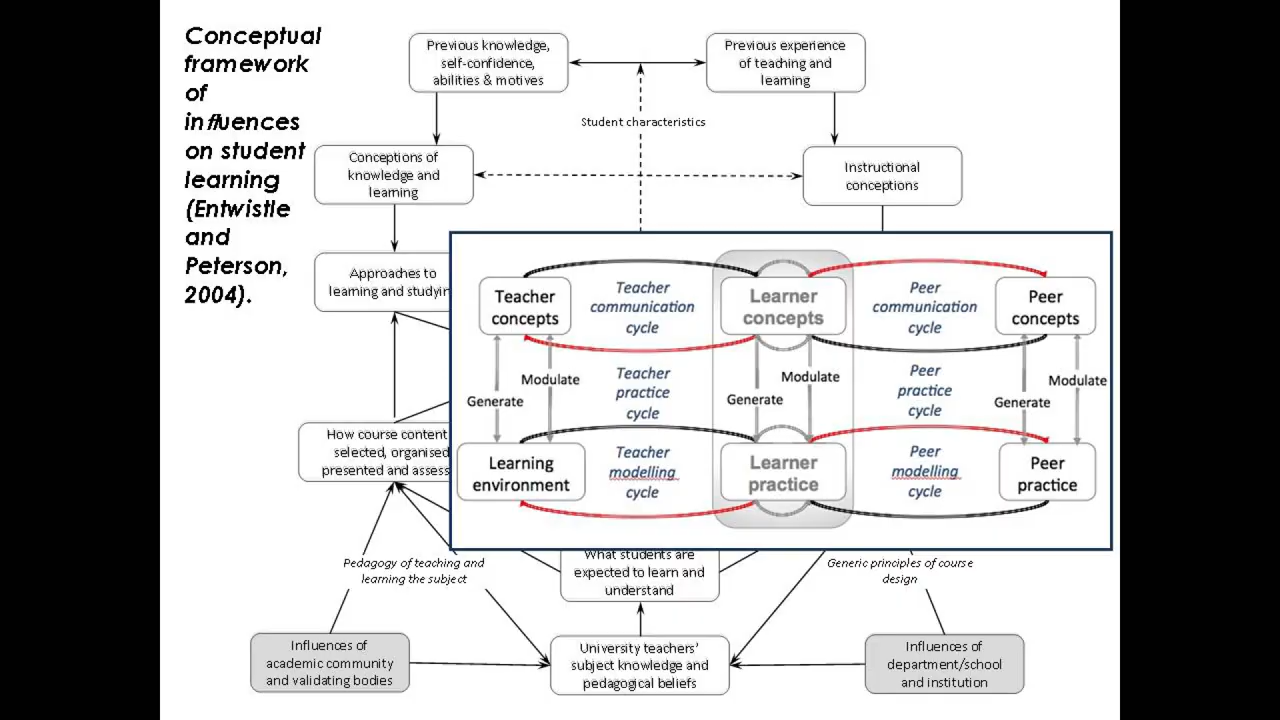 Conceptual
framework
of
influences
on student
learning
(Entwistle
and
Peterson,
2004).
Previous knowledge,
self-confidence,
abilities & motives
Previous experience
of teaching and
learning
Student characteristics
Conceptions of
knowledge and
learning
Instructional
conceptions
Approaches to
learning and studyin
Teacher
concepts
Teacher
communication
cycle
Learner
concepts
Peer
communication
cycle
Peer
concepts
Generate
Modulate
Teacher
practice
cycle
Generate
Modulate
Peer
practice
cycle
Generate
Modulate
Learning
environment
Teacher
modelling
cycle
Learner
practice
Peer
modelling
cycle
Peer
practice
How course content
selected, organised
presented and assess
Pedagogy of teaching and
learning the subject
What students are
expected to learn and
understand
Generic principles of course
design
Influences of
academic community
and validating bodies
University teachers'
subject knowledge and
pedagogical beliefs
Influences of
department/school
and institution